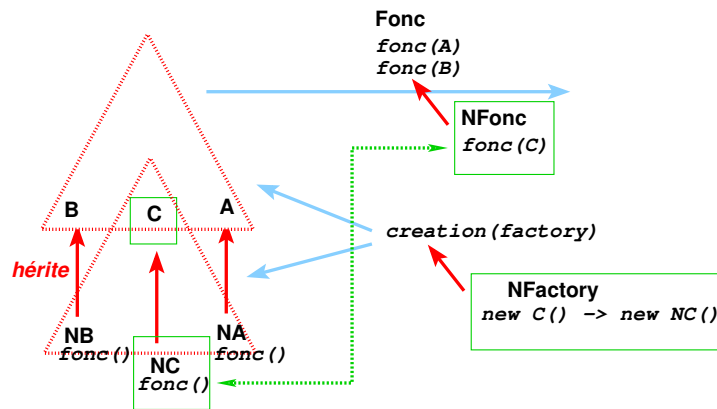 Fonc
fonc(A)
fonc(B)
NFonc
fonc(C)
B
C
A
creation(factory)
hérite
NFactory
new C() -> new NC()
NB
fonc()
NA
fonc()
NC
fonc()